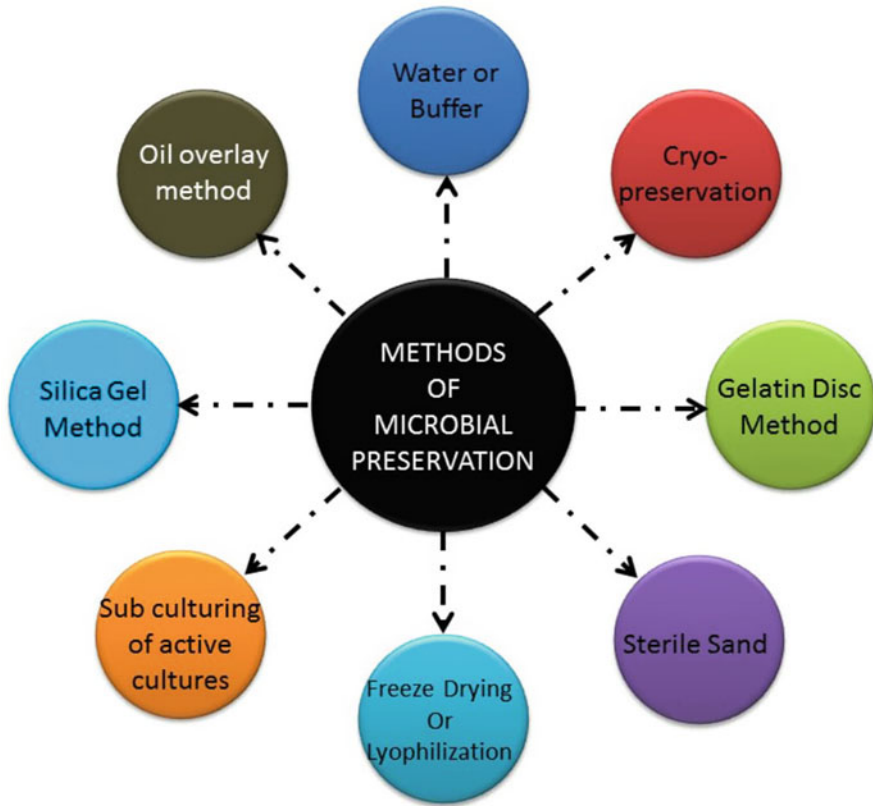 METHODS
OF
MICROBIAL
PRESERVATION
Water or
Buffer
Cryo-
preservation
Gelatin Disc
Method
Sterile Sand
Freeze Drying
Or
Lyophilization
Sub culturing
of active
cultures
Silica Gel
Method
Oil overlay
method